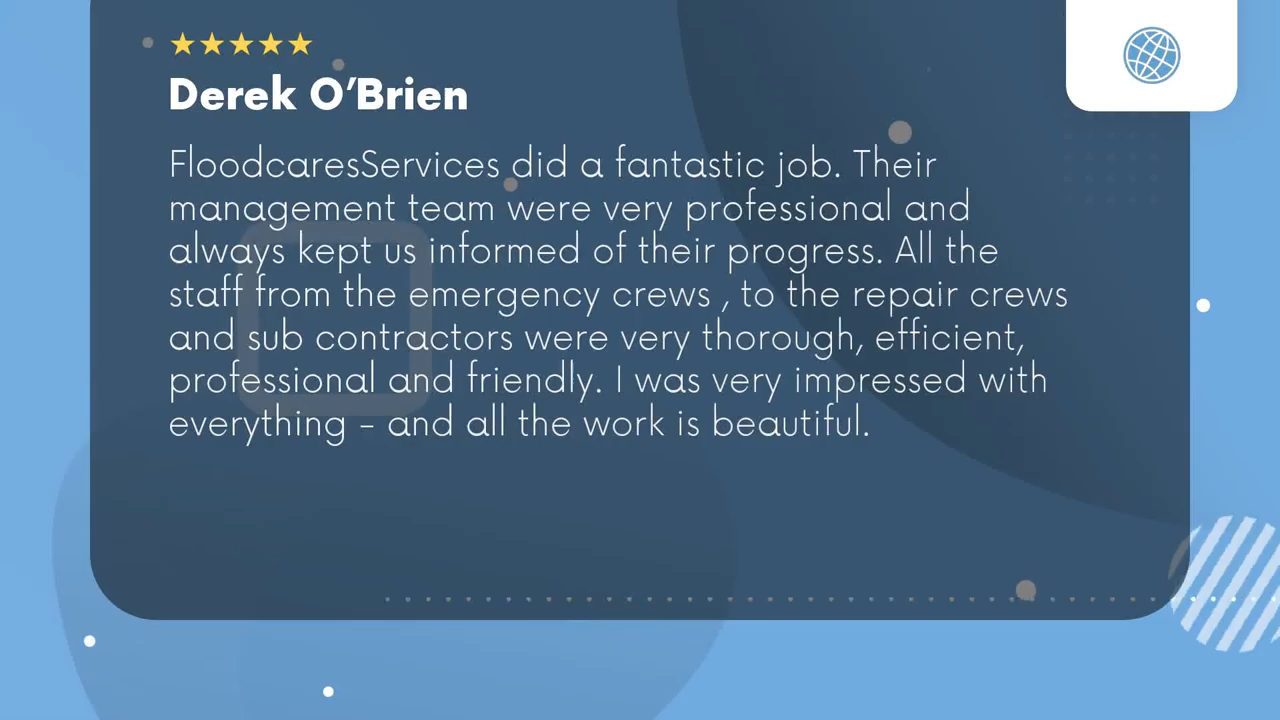 Derek O’Brien
FloodcaresServices did a fantastic job. Their
management team were very professional and
always kept us informed of their progress. All the
staff from the emergency crews , to the repair crews
and sub contractors were very thorough, efficient,
professional and friendly. I was very impressed with
everything – and all the work is beautiful.